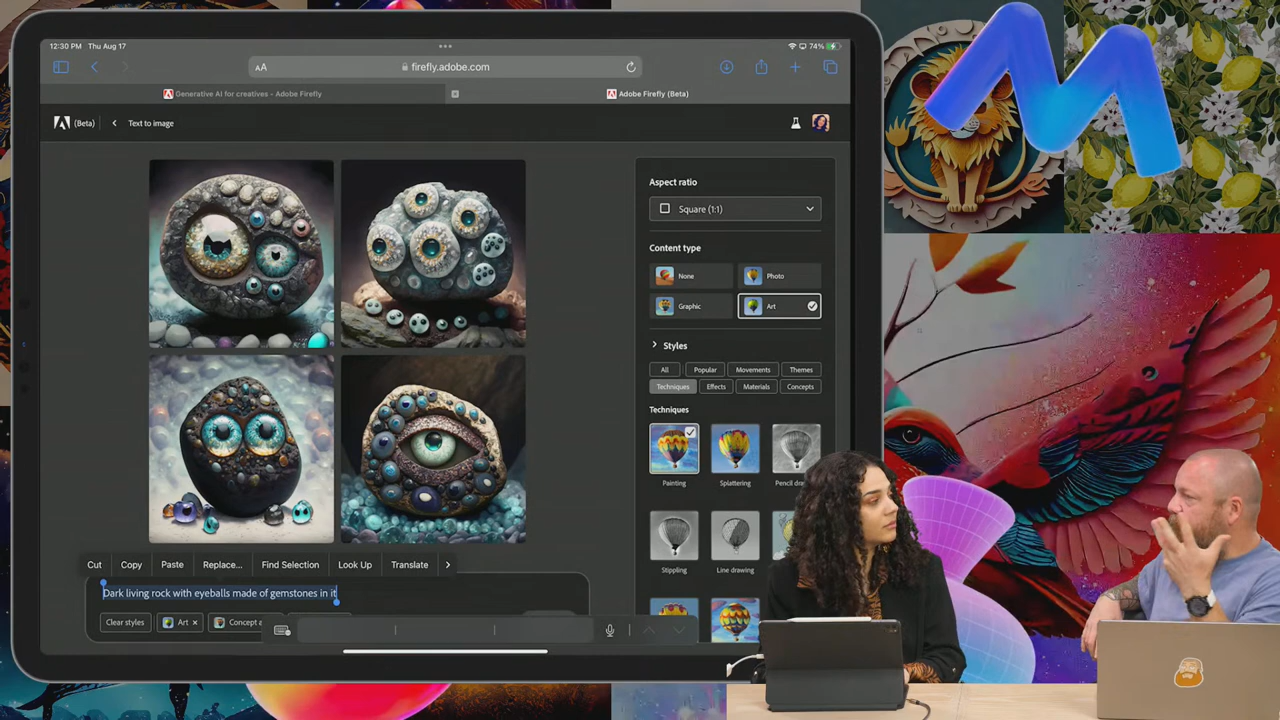 12:30 PM Thu Aug 17
74%
AA
firefly.adobe.com
Generative AI for creatives - Adobe Firefly
Adobe Firefly (Beta)
(Beta)
Text to image
Aspect ratio
Square (1:1)
Content type
None
Photo
Graphic
Art
Styles
All
Popular
Movements
Themes
Techniques
Effects
Materials
Concepts
Techniques
Painting
Splattering
Pencil
Stippling
Line drawing
Cut
Copy
Paste
Replace...
Find Selection
Look Up
Translate
Dark living rock with eyeballs made of gemstones in it
Clear styles
Art
Concept